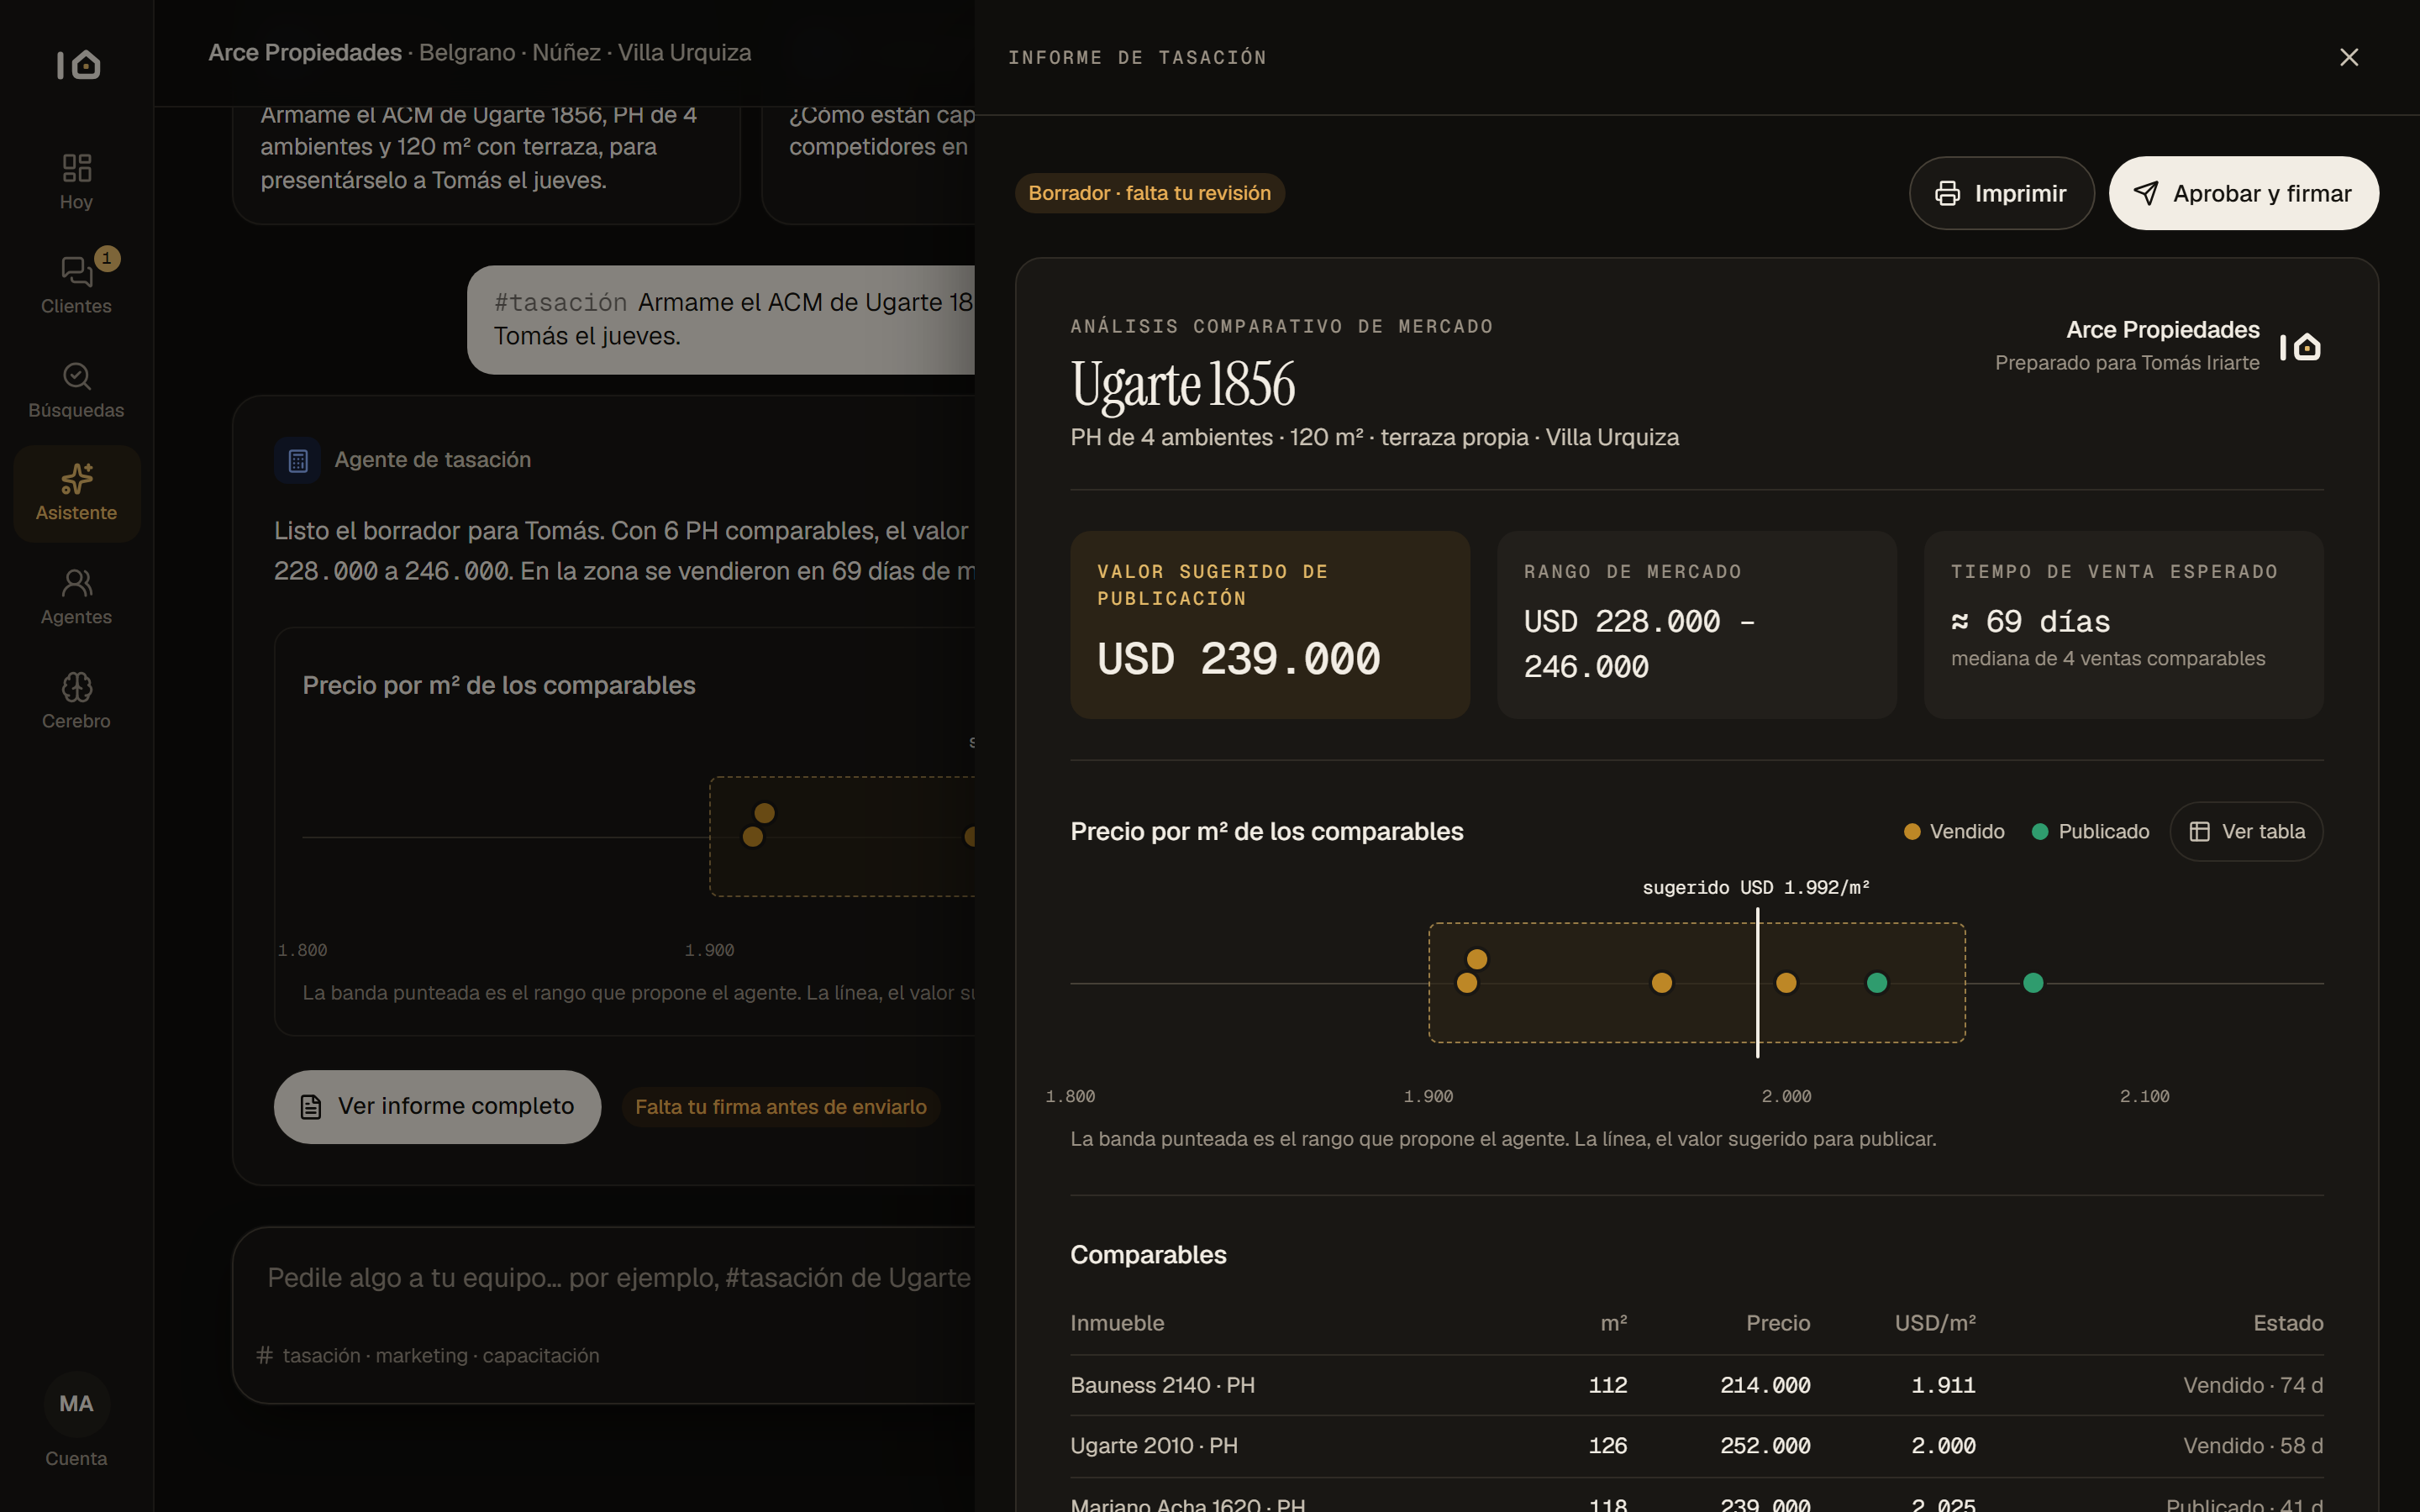 Hoy
1
Clientes
Búsquedas
Asistente
Agentes
Cerebro
MA
Cuenta
Arce Propiedades · Belgrano · Núñez · Villa Urquiza
Armame el ACM de Ugarte 1856, PH de 4
ambientes y 120 m² con terraza, para
presentárselo a Tomás el jueves.
¿Cómo están cap
competidores en
#tasación Armame el ACM de Ugarte 18
Tomás el jueves.
Agente de tasación
Listo el borrador para Tomás. Con 6 PH comparables, el valor
228.000 a 246.000. En la zona se vendieron en 69 días de m
Precio por m² de los comparables
s
1.800
1.900
La banda punteada es el rango que propone el agente. La línea, el valor su
Ver informe completo
Falta tu firma antes de enviarlo
Pedile algo a tu equipo… por ejemplo, #tasación de Ugarte
# tasación · marketing · capacitación
INFORME DE TASACIÓN
Borrador · falta tu revisión
Imprimir
Aprobar y firmar
ANÁLISIS COMPARATIVO DE MERCADO
Ugarte 1856
PH de 4 ambientes · 120 m² · terraza propia · Villa Urquiza
Arce Propiedades
Preparado para Tomás Iriarte
VALOR SUGERIDO DE
PUBLICACIÓN
USD 239.000
RANGO DE MERCADO
USD 228.000 –
246.000
TIEMPO DE VENTA ESPERADO
≈ 69 días
mediana de 4 ventas comparables
Precio por m² de los comparables
Vendido
Publicado
Ver tabla
sugerido USD 1.992/m²
1.800
1.900
2.000
2.100
La banda punteada es el rango que propone el agente. La línea, el valor sugerido para publicar.
Comparables
Inmueble m² Precio USD/m² Estado
Bauness 2140 · PH 112 214.000 1.911 Vendido · 74 d
Ugarte 2010 · PH 126 252.000 2.000 Vendido · 58 d
Mariano Acha 1620 · PH 118 239.000 2.025 Publicado · 41 d